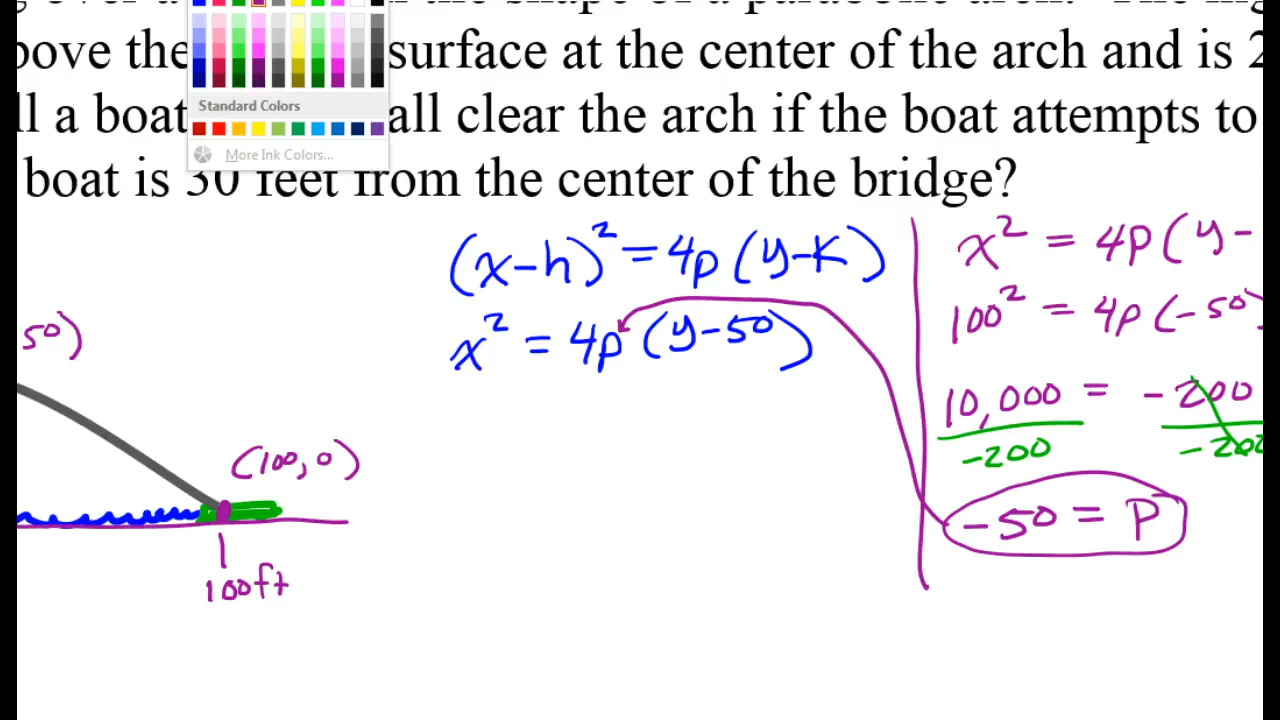 surface at the center of the arch and is
Standard Colors
ll a boat all clear the arch if the boat attempts to
More Ink Colors...
boat is 30 feet from the center of the bridge?
(x-h)² = 4p (y-k)
x² = 4p (y-50)
x² = 4p (y-
100² = 4p (-50)
10,000 = -200
-200 -200
-50 = p
50)
(100, 0)
100ft